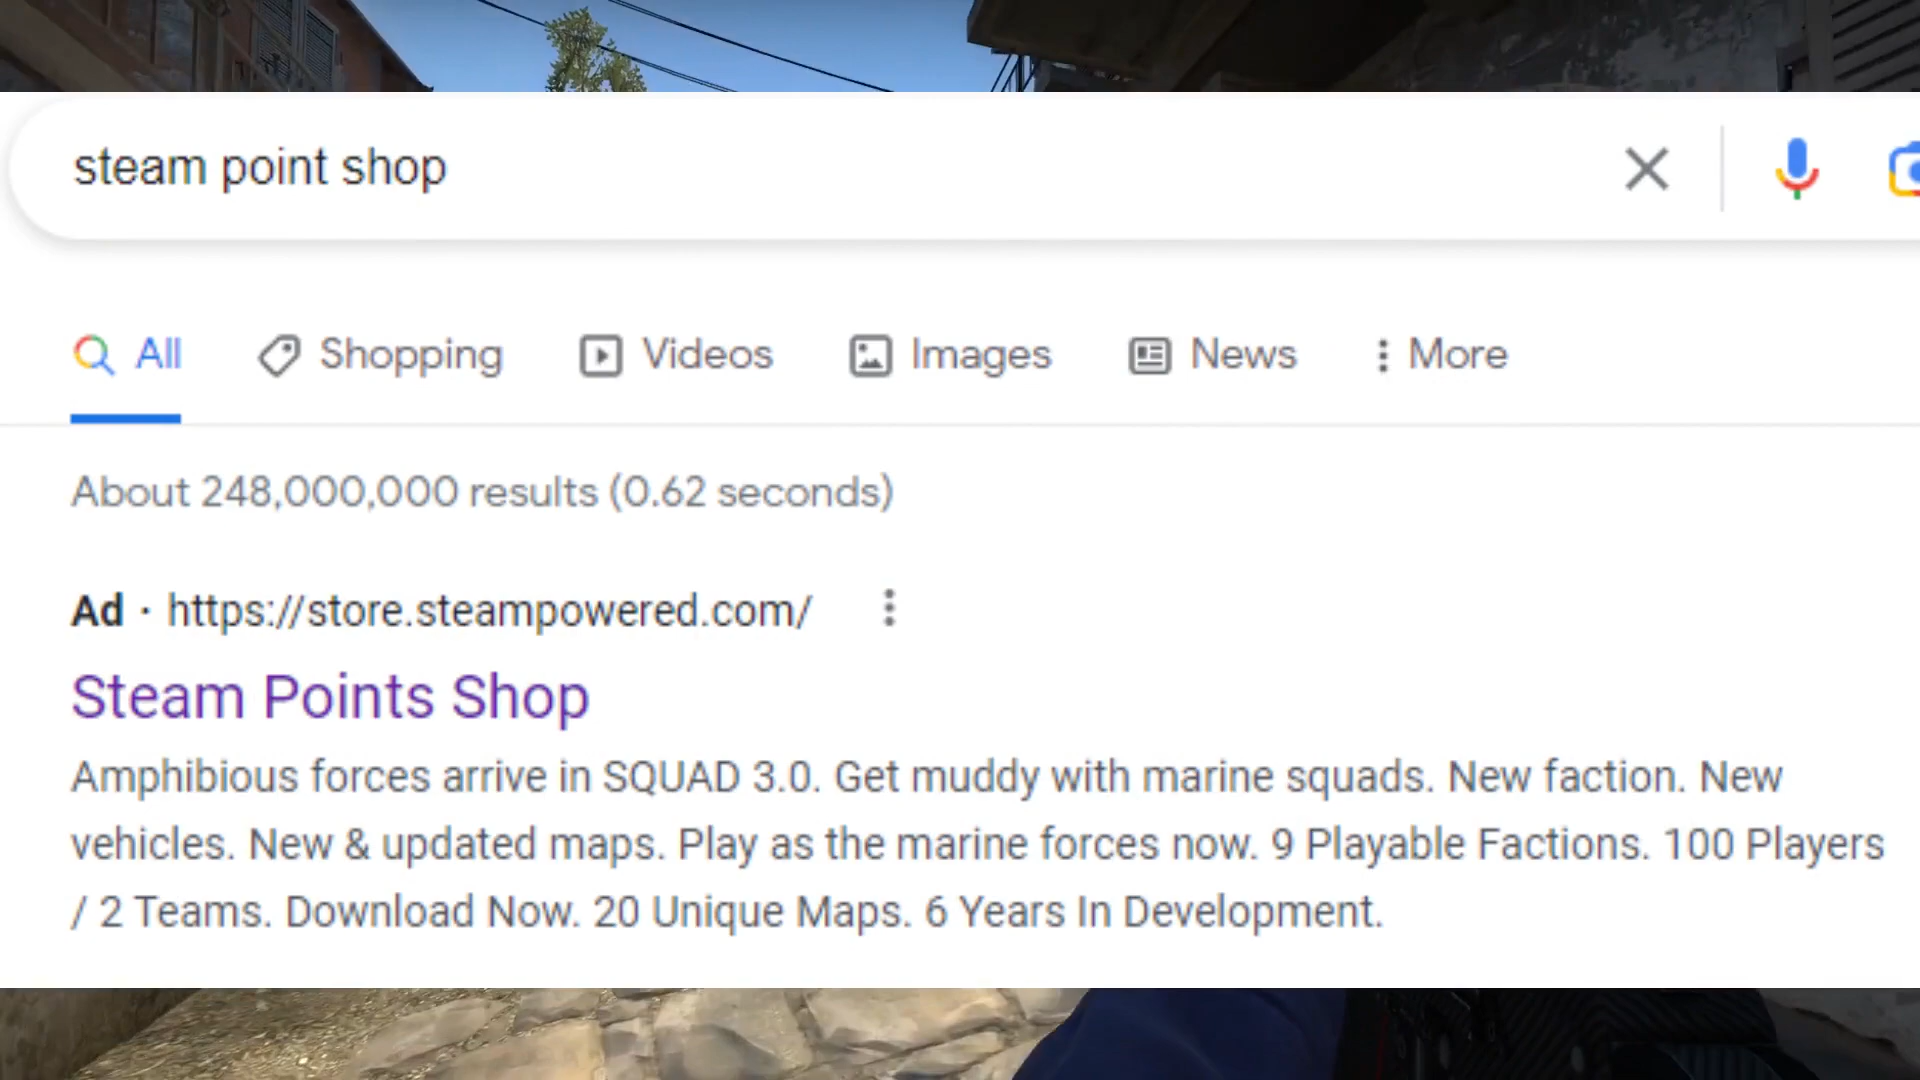 steam point shop
All Shopping Videos Images News More
About 248,000,000 results (0.62 seconds)
Ad · https://store.steampowered.com/
Steam Points Shop
Amphibious forces arrive in SQUAD 3.0. Get muddy with marine squads. New faction. New
vehicles. New & updated maps. Play as the marine forces now. 9 Playable Factions. 100 Players
/ 2 Teams. Download Now. 20 Unique Maps. 6 Years In Development.